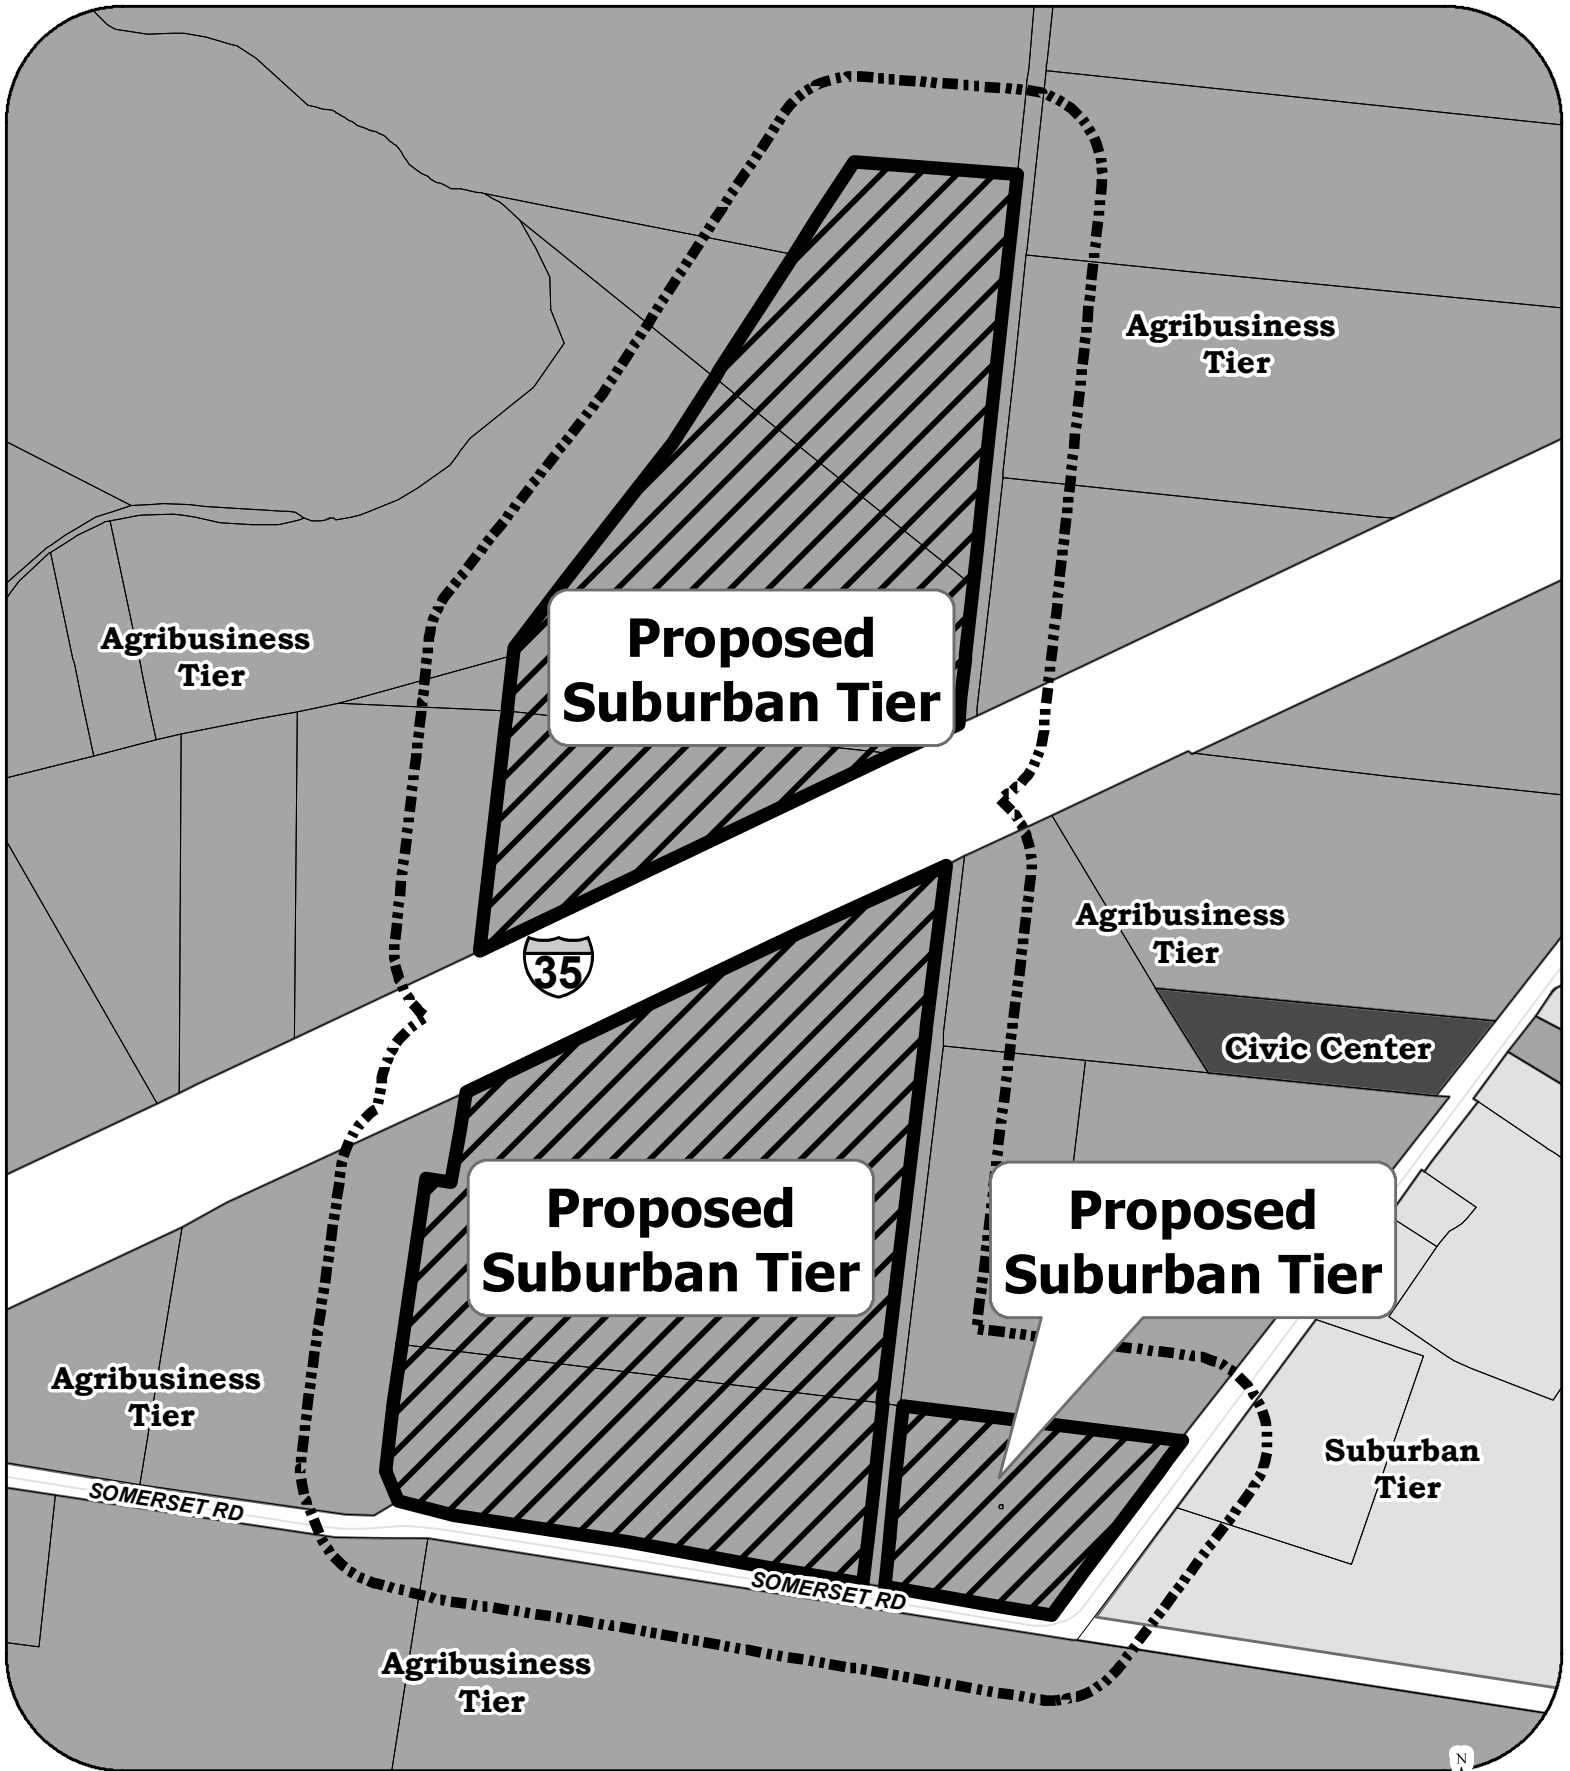 Agribusiness
Tier
Agribusiness
Tier
Proposed
Suburban Tier
Agribusiness
Tier
35
Civic Center
Proposed
Suburban Tier
Proposed
Suburban Tier
Agribusiness
Tier
Suburban
Tier
SOMERSET RD
SOMERSET RD
Agribusiness
Tier
N